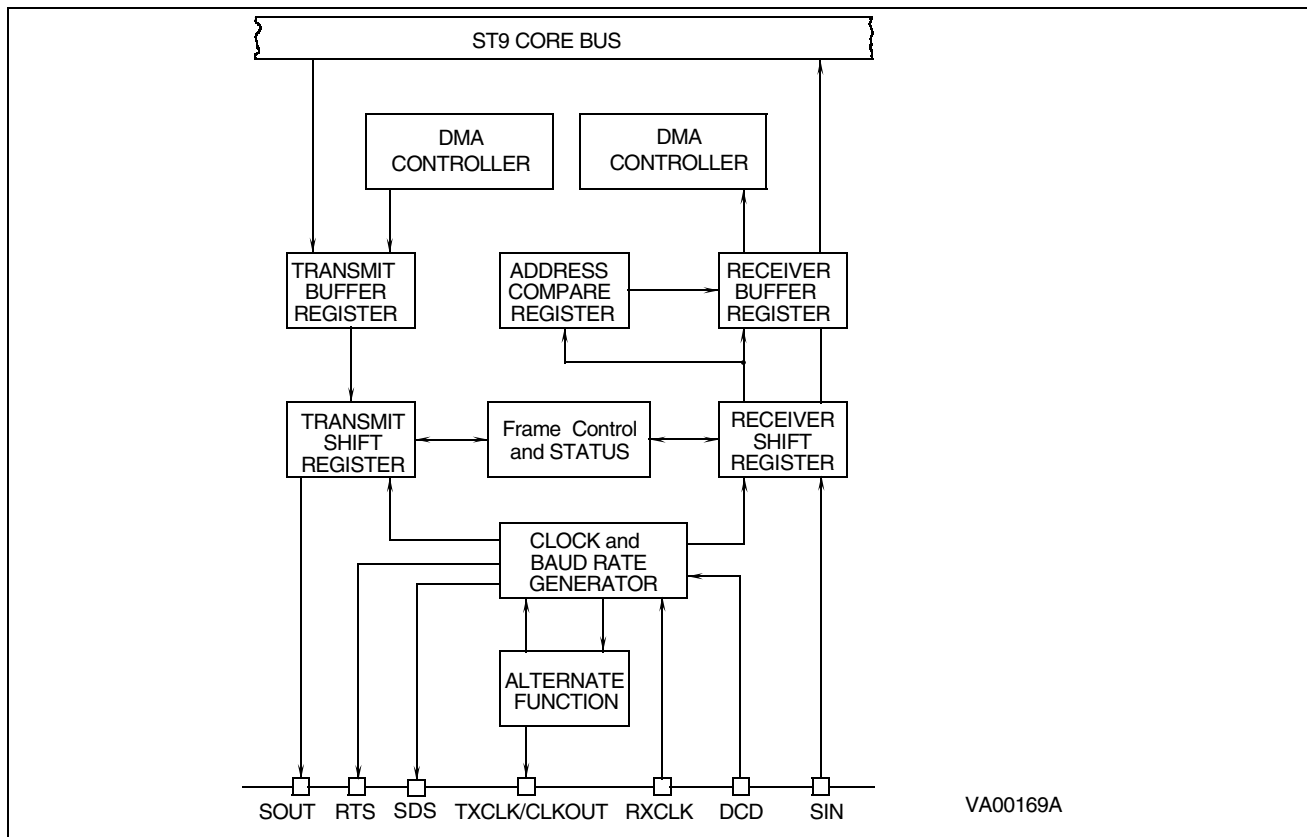 ST9 CORE BUS
DMA
CONTROLLER
DMA
CONTROLLER
TRANSMIT
BUFFER
REGISTER
ADDRESS
COMPARE
REGISTER
RECEIVER
BUFFER
REGISTER
TRANSMIT
SHIFT
REGISTER
Frame Control
and STATUS
RECEIVER
SHIFT
REGISTER
CLOCK and
BAUD RATE
GENERATOR
ALTERNATE
FUNCTION
SOUT RTS SDS TXCLK/CLKOUT RXCLK DCD SIN
VA00169A